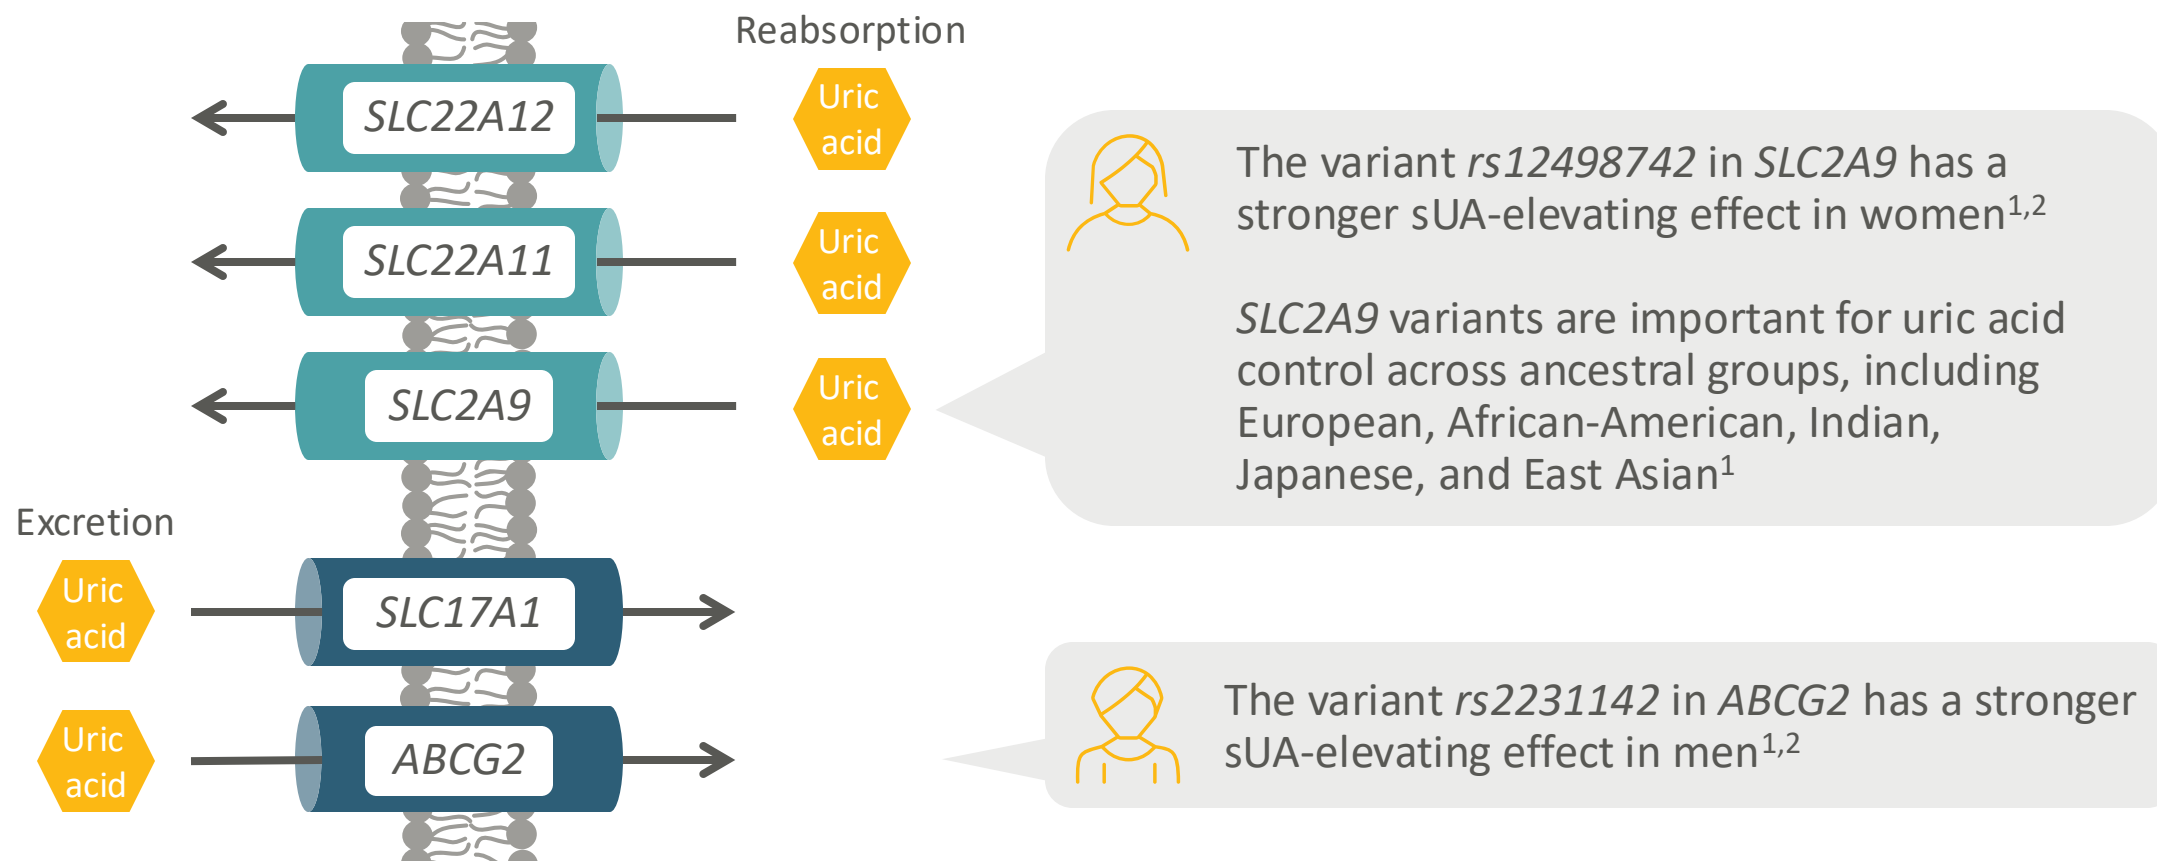 Reabsorption
SLC22A12
Uric
acid
SLC22A11
Uric
acid
SLC2A9
Uric
acid
The variant rs12498742 in SLC2A9 has a
stronger sUA-elevating effect in women1,2
SLC2A9 variants are important for uric acid
control across ancestral groups, including
European, African-American, Indian,
Japanese, and East Asian1
Excretion
Uric
acid
SLC17A1
Uric
acid
ABCG2
The variant rs2231142 in ABCG2 has a stronger
sUA-elevating effect in men1,2